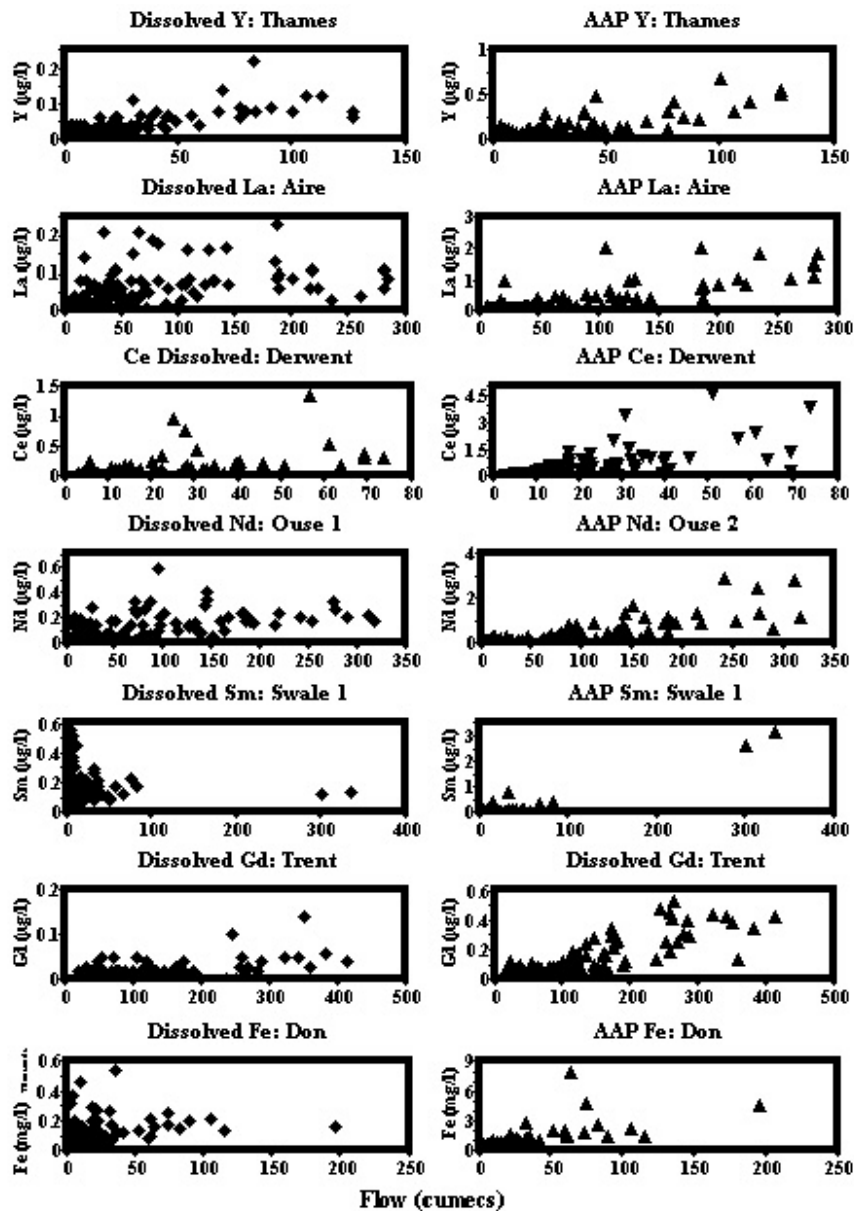 Dissolved Y: Thames
AAP Y: Thames
Y (µg/l)
0.2
0.1
0
0 50 100 150
Y (µg/l)
1
0.5
0
0 50 100 150
Dissolved La: Aire
AAP La: Aire
La (µg/l)
0.2
0.1
0
0 50 100 150 200 250 300
La (µg/l)
3
2
1
0
0 50 100 150 200 250 300
Ce Dissolved: Derwent
AAP Ce: Derwent
Ce (µg/l)
1.5
1
0.5
0
0 10 20 30 40 50 60 70 80
Ce (µg/l)
4.5
3
1.5
0
0 10 20 30 40 50 60 70 80
Dissolved Nd: Ouse 1
AAP Nd: Ouse 2
Nd (µg/l)
0.6
0.4
0.2
0
0 50 100 150 200 250 300 350
Nd (µg/l)
4
2
0
0 50 100 150 200 250 300 350
Dissolved Sm: Swale 1
AAP Sm: Swale 1
Sm (µg/l)
0.6
0.4
0.2
0
0 100 200 300 400
Sm (µg/l)
3
2
1
0
0 100 200 300 400
Dissolved Gd: Trent
Dissolved Gd: Trent
Gd (µg/l)
0.2
0.1
0
0 100 200 300 400 500
Gd (µg/l)
0.6
0.4
0.2
0
0 100 200 300 400 500
Dissolved Fe: Don
AAP Fe: Don
Fe (mg/l)
0.6
0.4
0.2
0
0 50 100 150 200 250
Fe (mg/l)
9
6
3
0
0 50 100 150 200 250
Flow (cumecs)